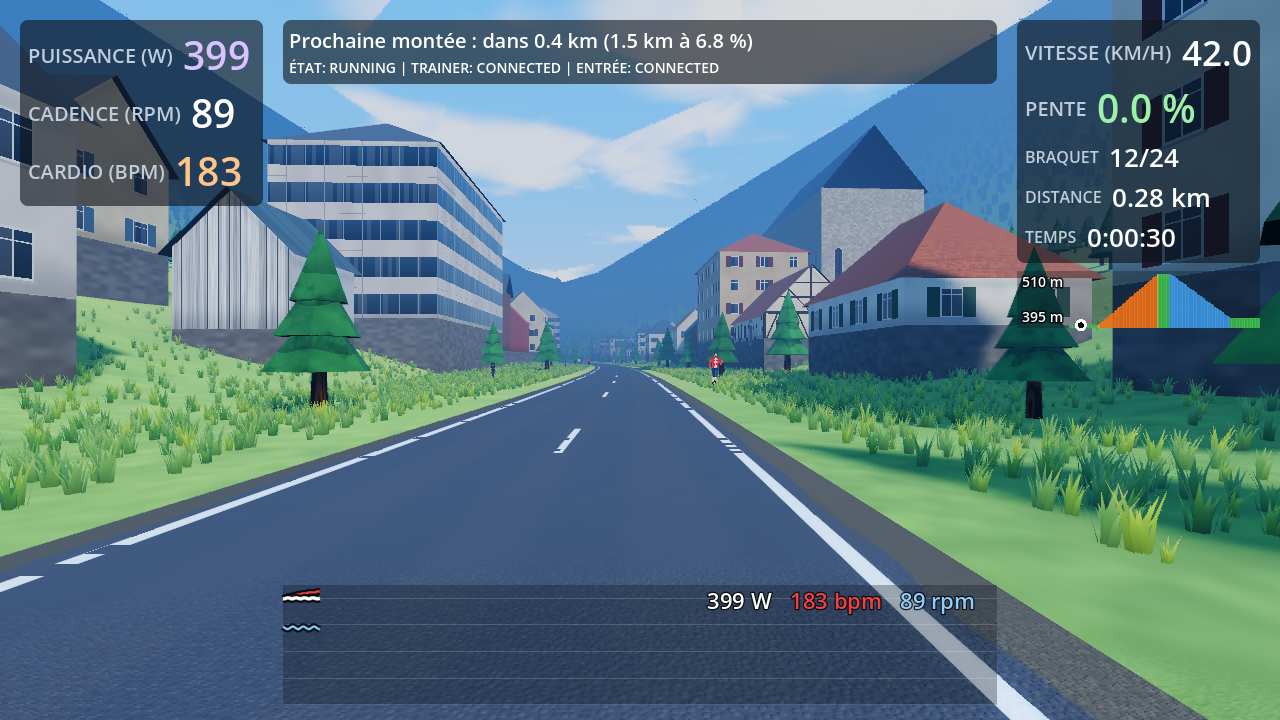 PUISSANCE (W) 399
CADENCE (RPM) 89
CARDIO (BPM) 183
Prochaine montée : dans 0.4 km (1.5 km à 6.8 %)
ÉTAT: RUNNING | TRAINER: CONNECTED | ENTRÉE: CONNECTED
VITESSE (KM/H) 42.0
PENTE 0.0 %
BRAQUET 12/24
DISTANCE 0.28 km
TEMPS 0:00:30
510 m
395 m
399 W 183 bpm 89 rpm